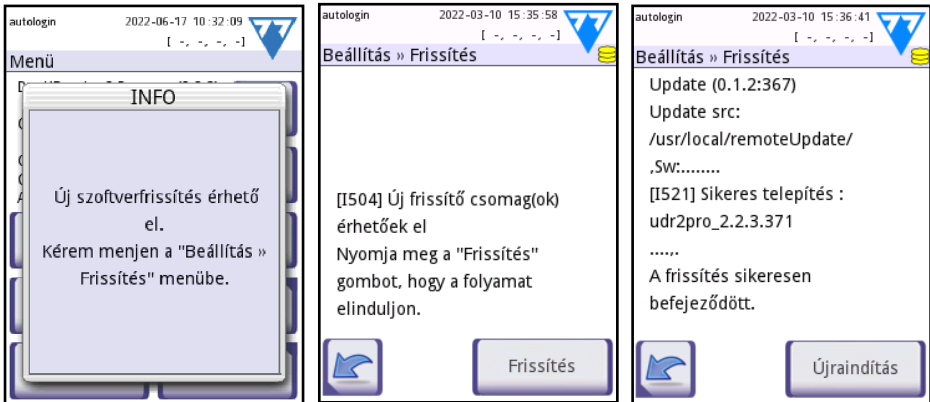 autologin
2022-06-17 10:32:09
[ -, -, -, -]
Menü
INFO
Új szoftverfrissítés érhető
el.
Kérem menjen a "Beállítás »
Frissítés" menübe.
autologin
2022-03-10 15:35:58
[ -, -, -, -]
Beállítás » Frissítés
[I504] Új frissítő csomag(ok)
érhetőek el
Nyomja meg a "Frissítés"
gombot, hogy a folyamat
elinduljon.
Frissítés
autologin
2022-03-10 15:36:41
[ -, -, -, -]
Beállítás » Frissítés
Update (0.1.2:367)
Update src:
/usr/local/remoteUpdate/
,Sw:........
[I521] Sikeres telepítés :
udr2pro_2.2.3.371
....,.
A frissítés sikeresen
befejeződött.
Újraindítás